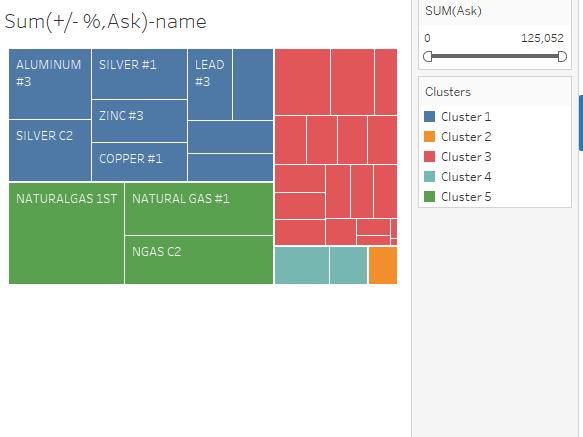 Sum(+/- %,Ask)-name
ALUMINUM
#3
SILVER #1
LEAD
#3
ZINC #3
SILVER C2
COPPER #1
NATURALGAS 1ST
NATURAL GAS #1
NGAS C2
SUM(Ask)
0
125,052
Clusters
Cluster 1
Cluster 2
Cluster 3
Cluster 4
Cluster 5